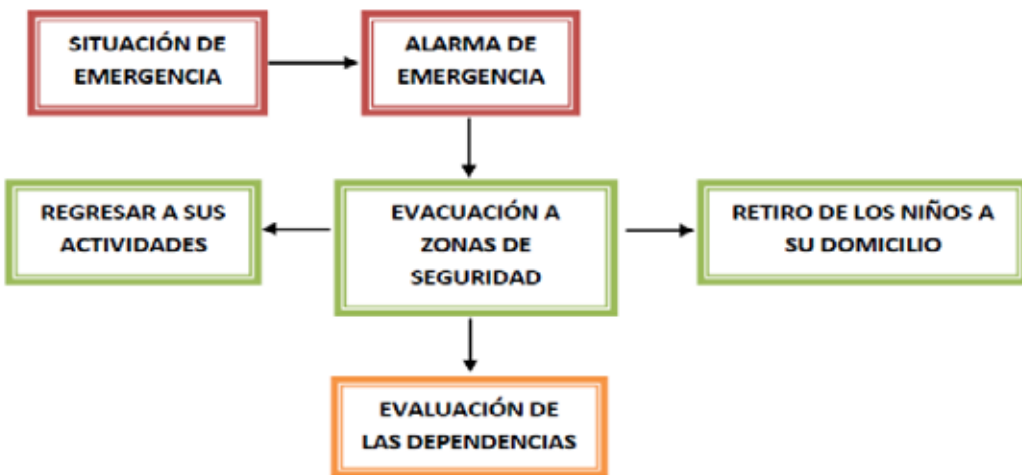 SITUACIÓN DE
EMERGENCIA
ALARMA DE
EMERGENCIA
REGRESAR A SUS
ACTIVIDADES
EVACUACIÓN A
ZONAS DE
SEGURIDAD
RETIRO DE LOS NIÑOS A
SU DOMICILIO
EVALUACIÓN DE
LAS DEPENDENCIAS